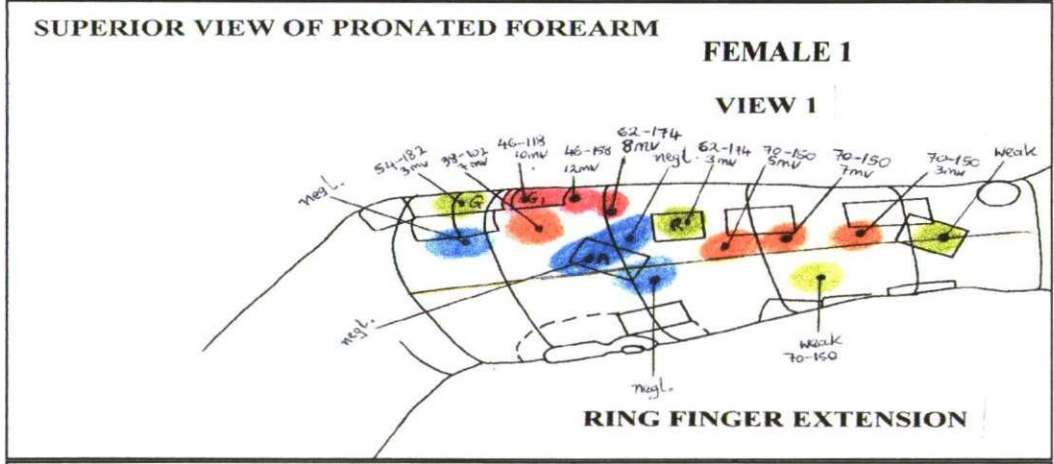 SUPERIOR VIEW OF PRONATED FOREARM
FEMALE 1
VIEW 1
negl.
54-182
3mv
38-102
7mv
46-118
10mv
46-158
12mv
62-174
8mv
negl.
62-174
3mv
70-150
5mv
70-150
7mv
70-150
3mv
weak
G
G1
R
A
negl.
negl.
weak
70-150
RING FINGER EXTENSION